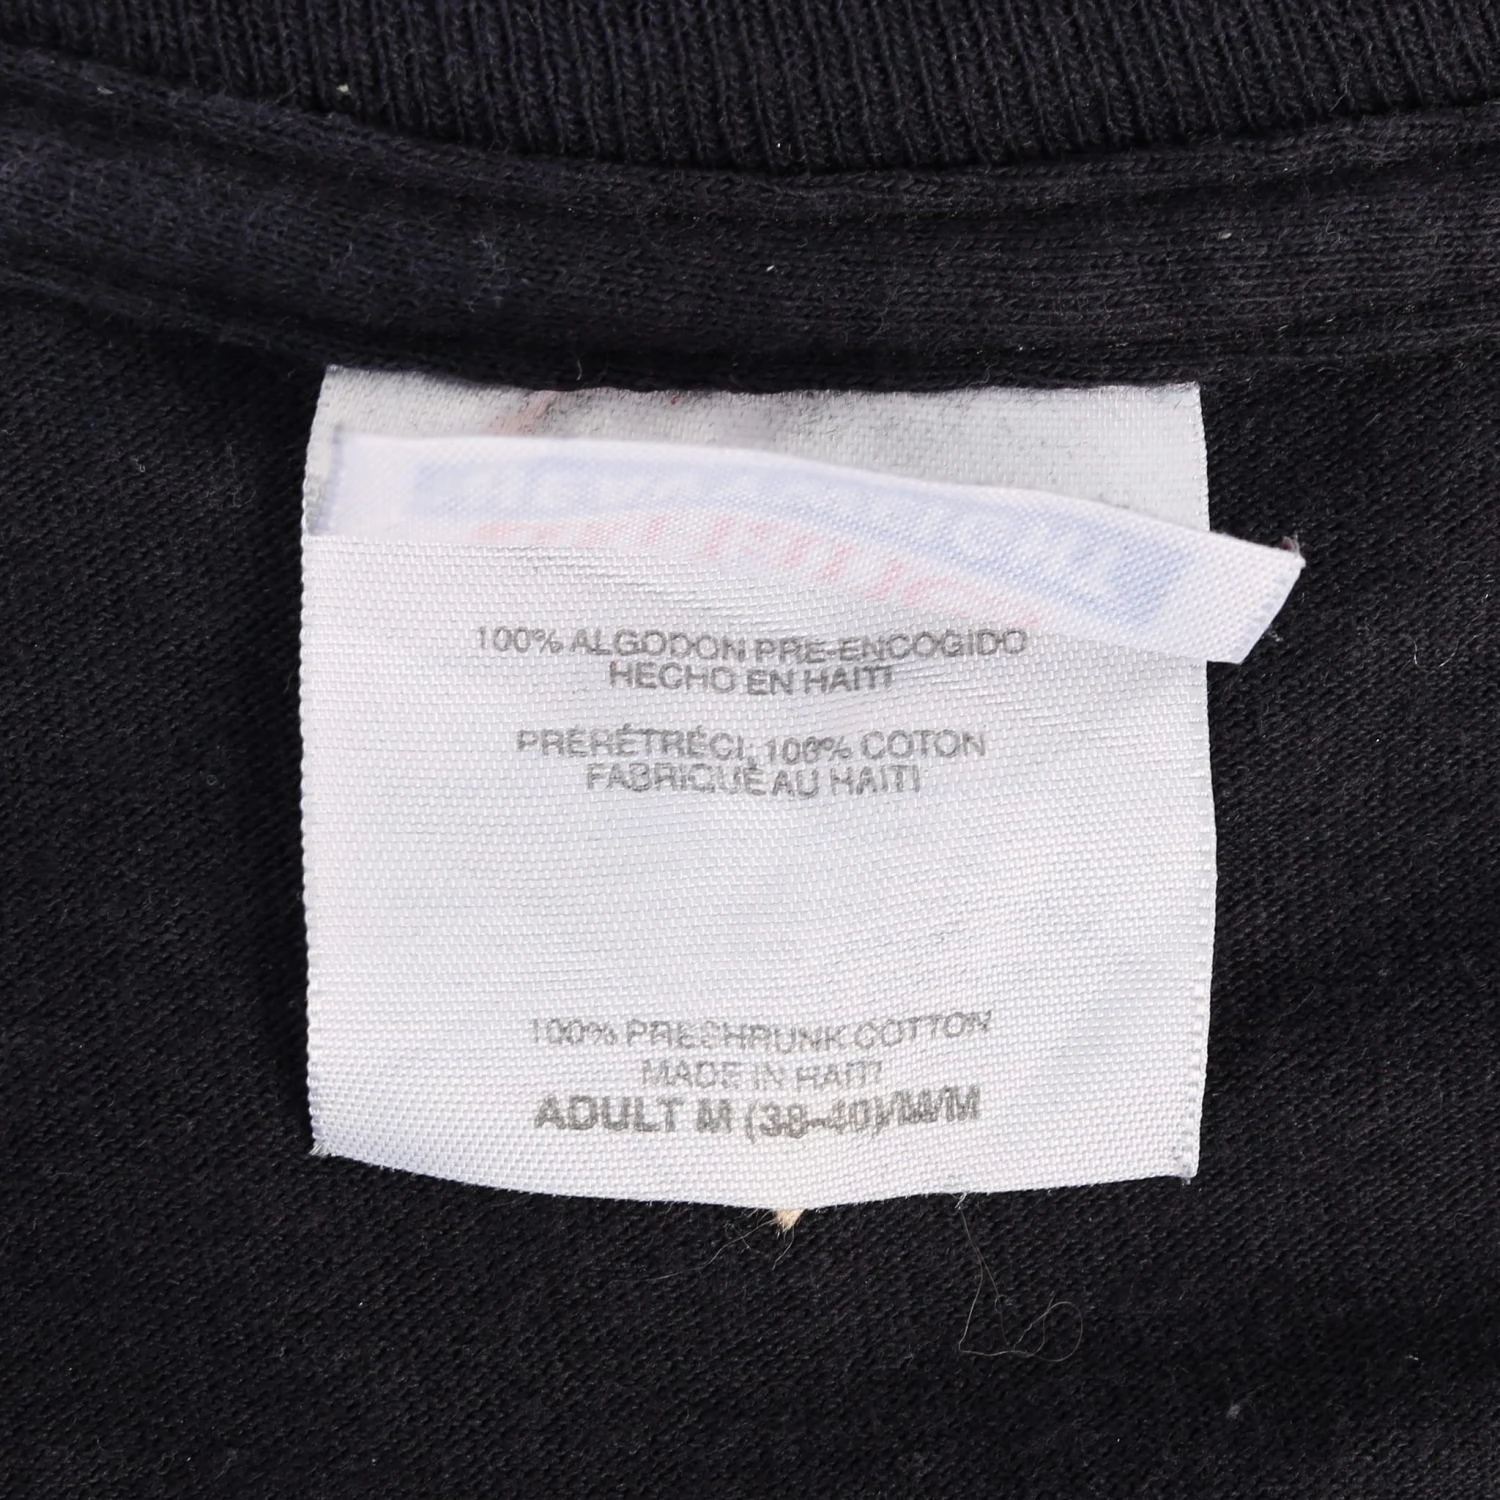 100% ALGODON PRE-ENCOGIDO
HECHO EN HAITI
PRÉRÉTRÉCI, 100% COTON
FABRIQUÉ AU HAITI
100% PRESHRUNK COTTON
MADE IN HAITI
ADULT M (38-40)/M/M